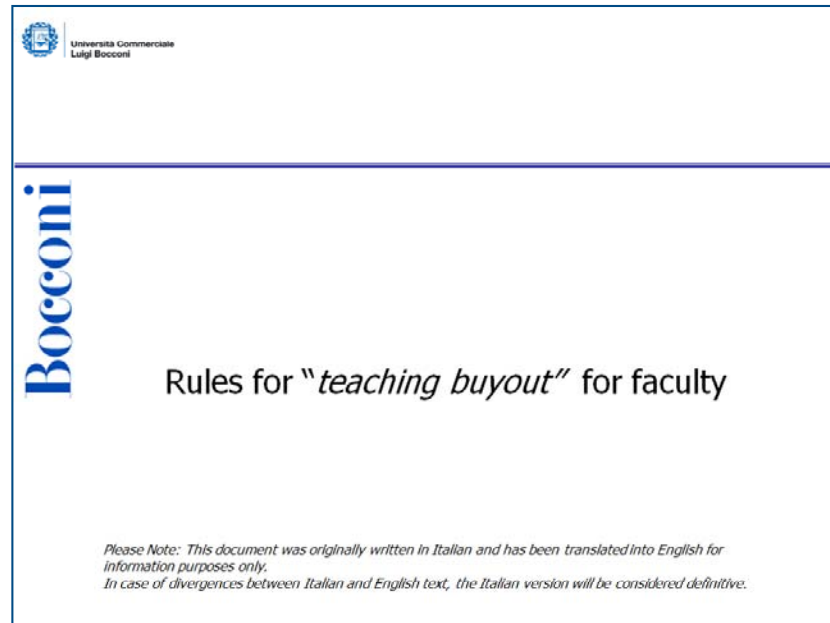 Università Commerciale
Luigi Bocconi
Bocconi
Rules for “teaching buyout” for faculty
Please Note: This document was originally written in Italian and has been translated into English for
information purposes only.
In case of divergences between Italian and English text, the Italian version will be considered definitive.